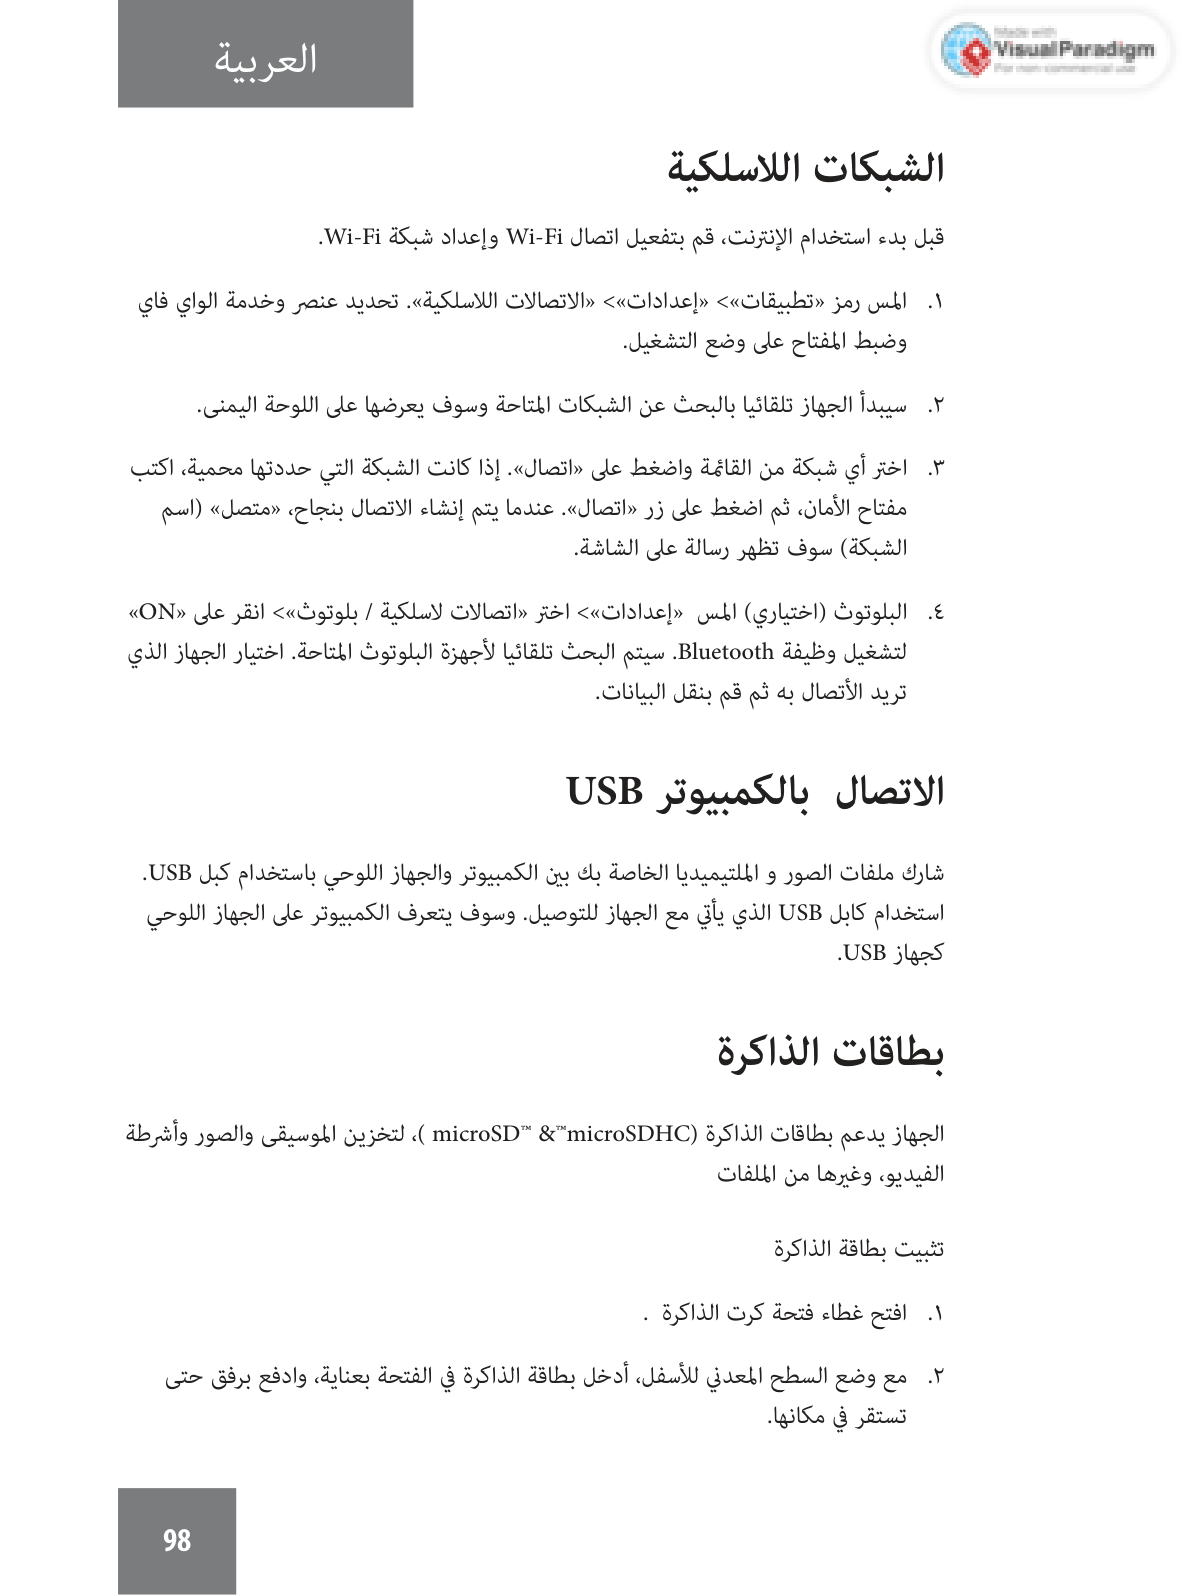 العربية
Made with
Visual Paradigm
For non-commercial use
الشبكات اللاسلكية
قبل بدء استخدام الإنترنت، قم بتفعيل اتصال Wi-Fi وإعداد شبكة Wi-Fi.
١. المس رمز «تطبيقات»> «إعدادات»> «الاتصالات اللاسلكية». تحديد عنصر وخدمة الواي فاي
وضبط المفتاح على وضع التشغيل.
٢. سيبدأ الجهاز تلقائيا بالبحث عن الشبكات المتاحة وسوف يعرضها على اللوحة اليمنى.
٣. اختر أي شبكة من القائمة واضغط على «اتصال». إذا كانت الشبكة التي حددتها محمية، اكتب
مفتاح الأمان، ثم اضغط على زر «اتصال». عندما يتم إنشاء الاتصال بنجاح، «متصل» (اسم
الشبكة) سوف تظهر رسالة على الشاشة.
٤. البلوتوث (اختياري) المس «إعدادات»> اختر «اتصالات لاسلكية / بلوتوث»> انقر على «ON»
لتشغيل وظيفة Bluetooth. سيتم البحث تلقائيا لأجهزة البلوتوث المتاحة. اختيار الجهاز الذي
تريد الأتصال به ثم قم بنقل البيانات.
الاتصال بالكمبيوتر USB
شارك ملفات الصور و الملتيميديا الخاصة بك بين الكمبيوتر والجهاز اللوحي باستخدام كبل USB.
استخدام كابل USB الذي يأتي مع الجهاز للتوصيل. وسوف يتعرف الكمبيوتر على الجهاز اللوحي
كجهاز USB.
بطاقات الذاكرة
الجهاز يدعم بطاقات الذاكرة (microSD™ &™microSDHC )، لتخزين الموسيقى والصور وأشرطة
الفيديو، وغيرها من الملفات
تثبيت بطاقة الذاكرة
١. افتح غطاء فتحة كرت الذاكرة .
٢. مع وضع السطح المعدني للأسفل، أدخل بطاقة الذاكرة في الفتحة بعناية، وادفع برفق حتى
تستقر في مكانها.
98